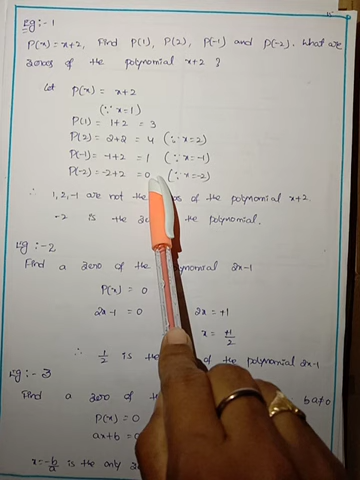 Eg :- 1
P(x) = x+2, Find P(1), P(2), P(-1) and P(-2). What are
zeros of the polynomial x+2 ?
Let P(x) = x+2
(∵ x=1)
P(1) = 1+2 = 3
P(2) = 2+2 = 4 (∵ x=2)
P(-1) = -1+2 = 1 (∵ x=-1)
P(-2) = -2+2 = 0 (∵ x=-2)
∴ 1, 2, -1 are not the of the polynomial x+2
-2 is the of the polynomial.
Eg :- 2
Find a zero of the polynomial 2x-1
P(x) = 0
2x-1 = 0 2x = +1
x = +1/2
∴ 1/2 is the of the polynomial 2x-1
Eg :- 3
Find a zero of the b a≠0
P(x) = 0
ax+b =
x = -b/a is the only